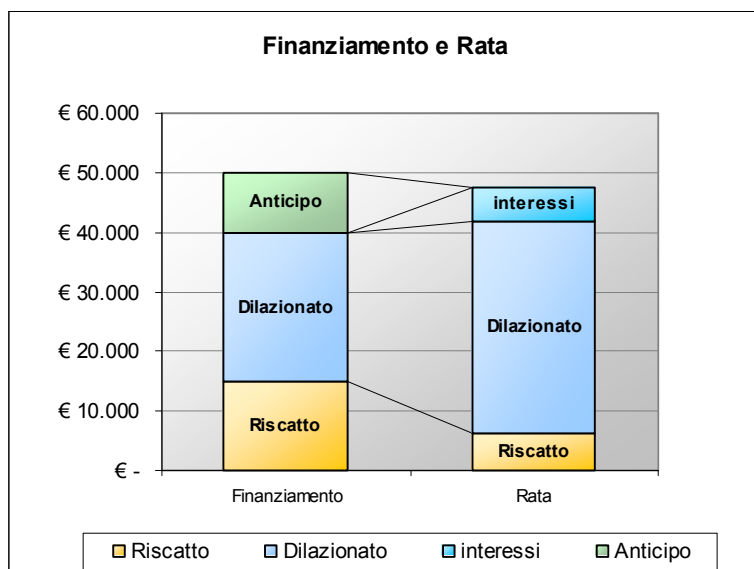 Finanziamento e Rata
€ 60.000
€ 50.000
€ 40.000
€ 30.000
€ 20.000
€ 10.000
€ -
Anticipo
Dilazionato
Riscatto
interessi
Dilazionato
Riscatto
Finanziamento
Rata
Riscatto
Dilazionato
interessi
Anticipo